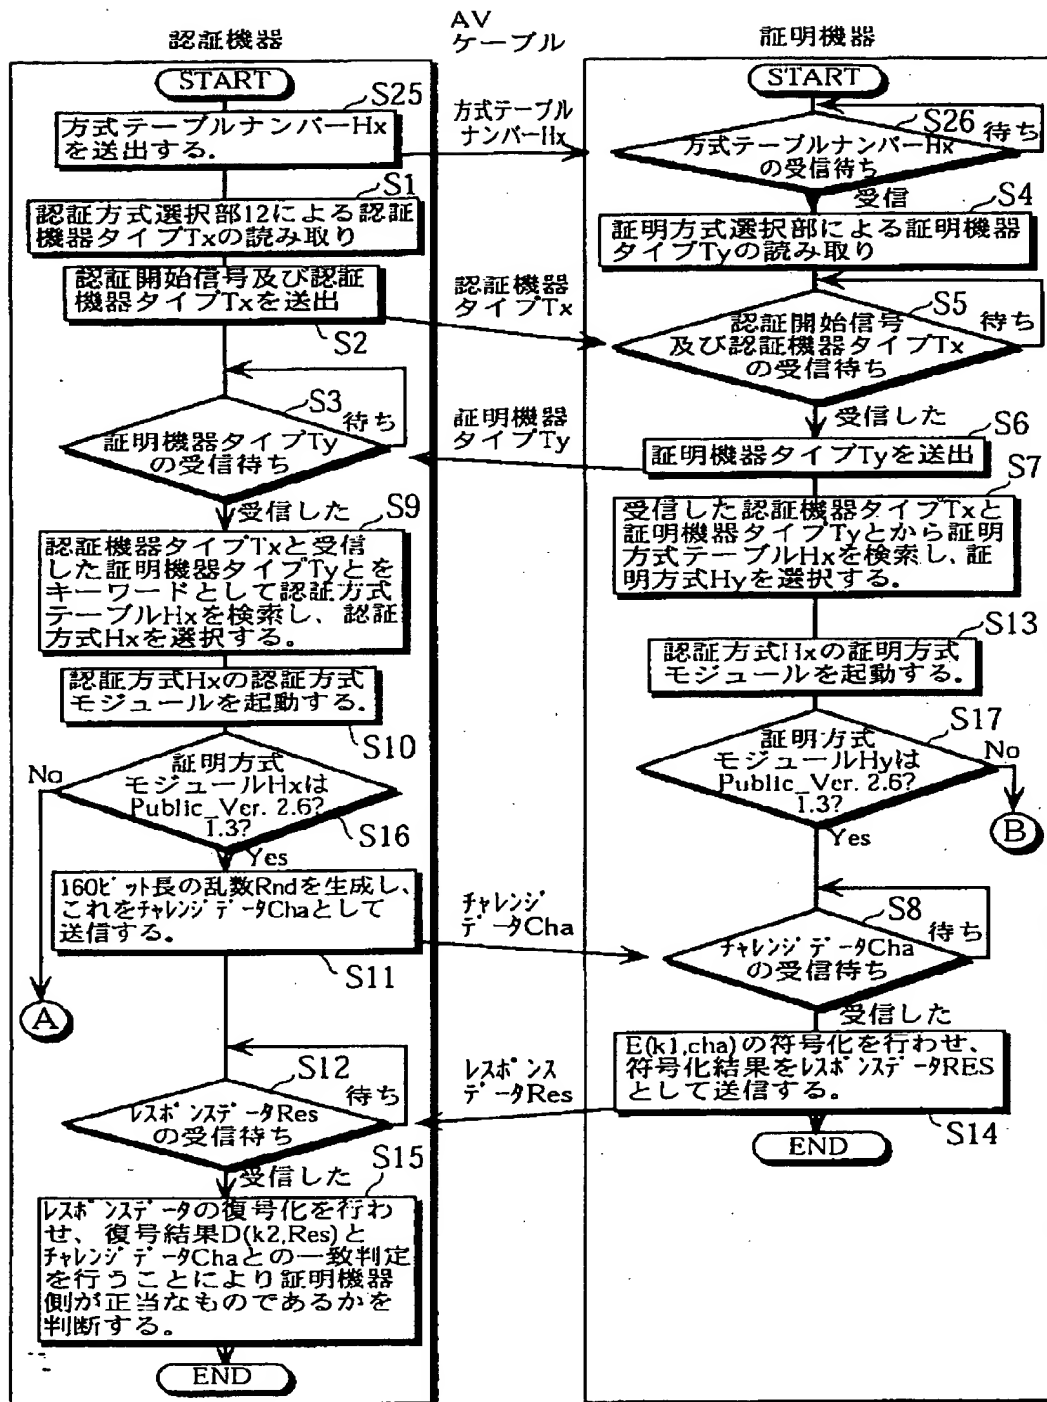 認証機器
AV
ケーブル
証明機器
START
S25
方式テーブルナンバーHx
を送出する.
方式テーブル
ナンバーHx
START
S26
待ち
方式テーブルナンバーHx
の受信待ち
受信
S1
認証方式選択部12による認証
機器タイプTxの読み取り
S4
証明方式選択部による証明機器
タイプTyの読み取り
認証開始信号及び認証
機器タイプTxを送出
S2
認証機器
タイプTx
S5
待ち
認証開始信号
及び認証機器タイプTx
の受信待ち
受信した
S3
待ち
証明機器タイプTy
の受信待ち
受信した
証明機器
タイプTy
S6
証明機器タイプTyを送出
S7
受信した認証機器タイプTxと
証明機器タイプTyとから証明
方式テーブルHxを検索し、証
明方式Hyを選択する。
S9
認証機器タイプTxと受信
した証明機器タイプTyとを
キーワードとして認証方式
テーブルHxを検索し、認証
方式Hxを選択する。
S13
認証方式Hxの証明方式
モジュールを起動する。
認証方式Hxの認証方式
モジュールを起動する。
S10
No
証明方式
モジュールHxは
Public_Ver. 2.6?
1.3?
S16
Yes
S17
No
証明方式
モジュールHyは
Public_Ver. 2.6?
1.3?
Yes
B
160ビット長の乱数Rndを生成し、
これをチャレンジデータChaとして
送信する。
S11
A
チャレンジ
データCha
S8
待ち
チャレンジデータCha
の受信待ち
受信した
E(k1,cha)の符号化を行わせ、
符号化結果をレスポンスデータRES
として送信する。
S14
END
レスポンス
データRes
S12
待ち
レスポンスデータRes
の受信待ち
受信した
S15
レスポンスデータの復号化を行わ
せ、復号結果D(k2,Res)と
チャレンジデータChaとの一致判定
を行うことにより証明機器
側が正当なものであるかを
判断する。
END